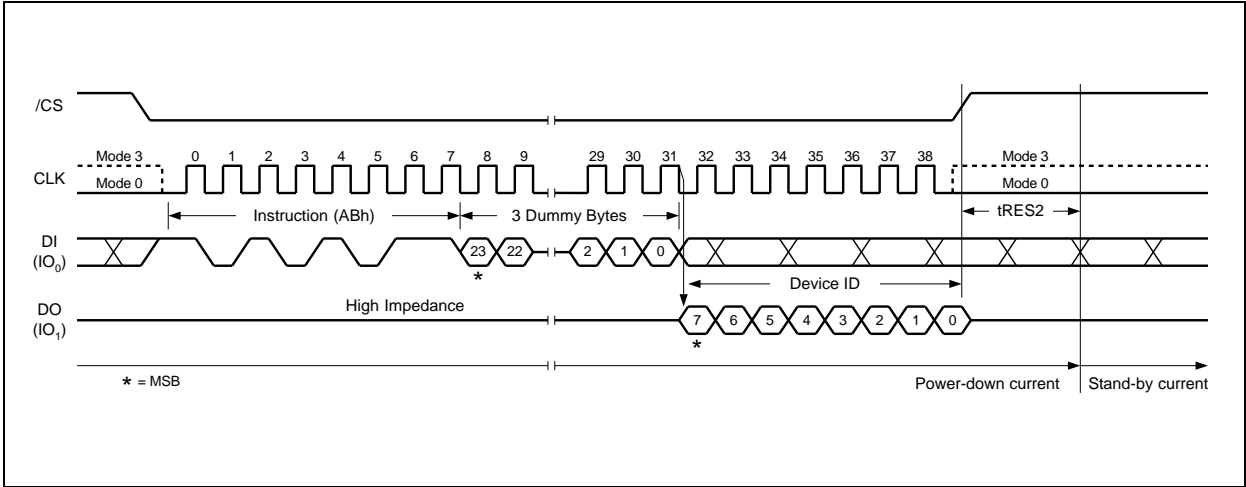 /CS
Mode 3
0 1 2 3 4 5 6 7 8 9 29 30 31 32 33 34 35 36 37 38
Mode 3
CLK
Mode 0
Mode 0
Instruction (ABh)
3 Dummy Bytes
tRES2
DI
(IO0)
23 22 2 1 0
*
Device ID
High Impedance
DO
(IO1)
7 6 5 4 3 2 1 0
*
* = MSB
Power-down current
Stand-by current